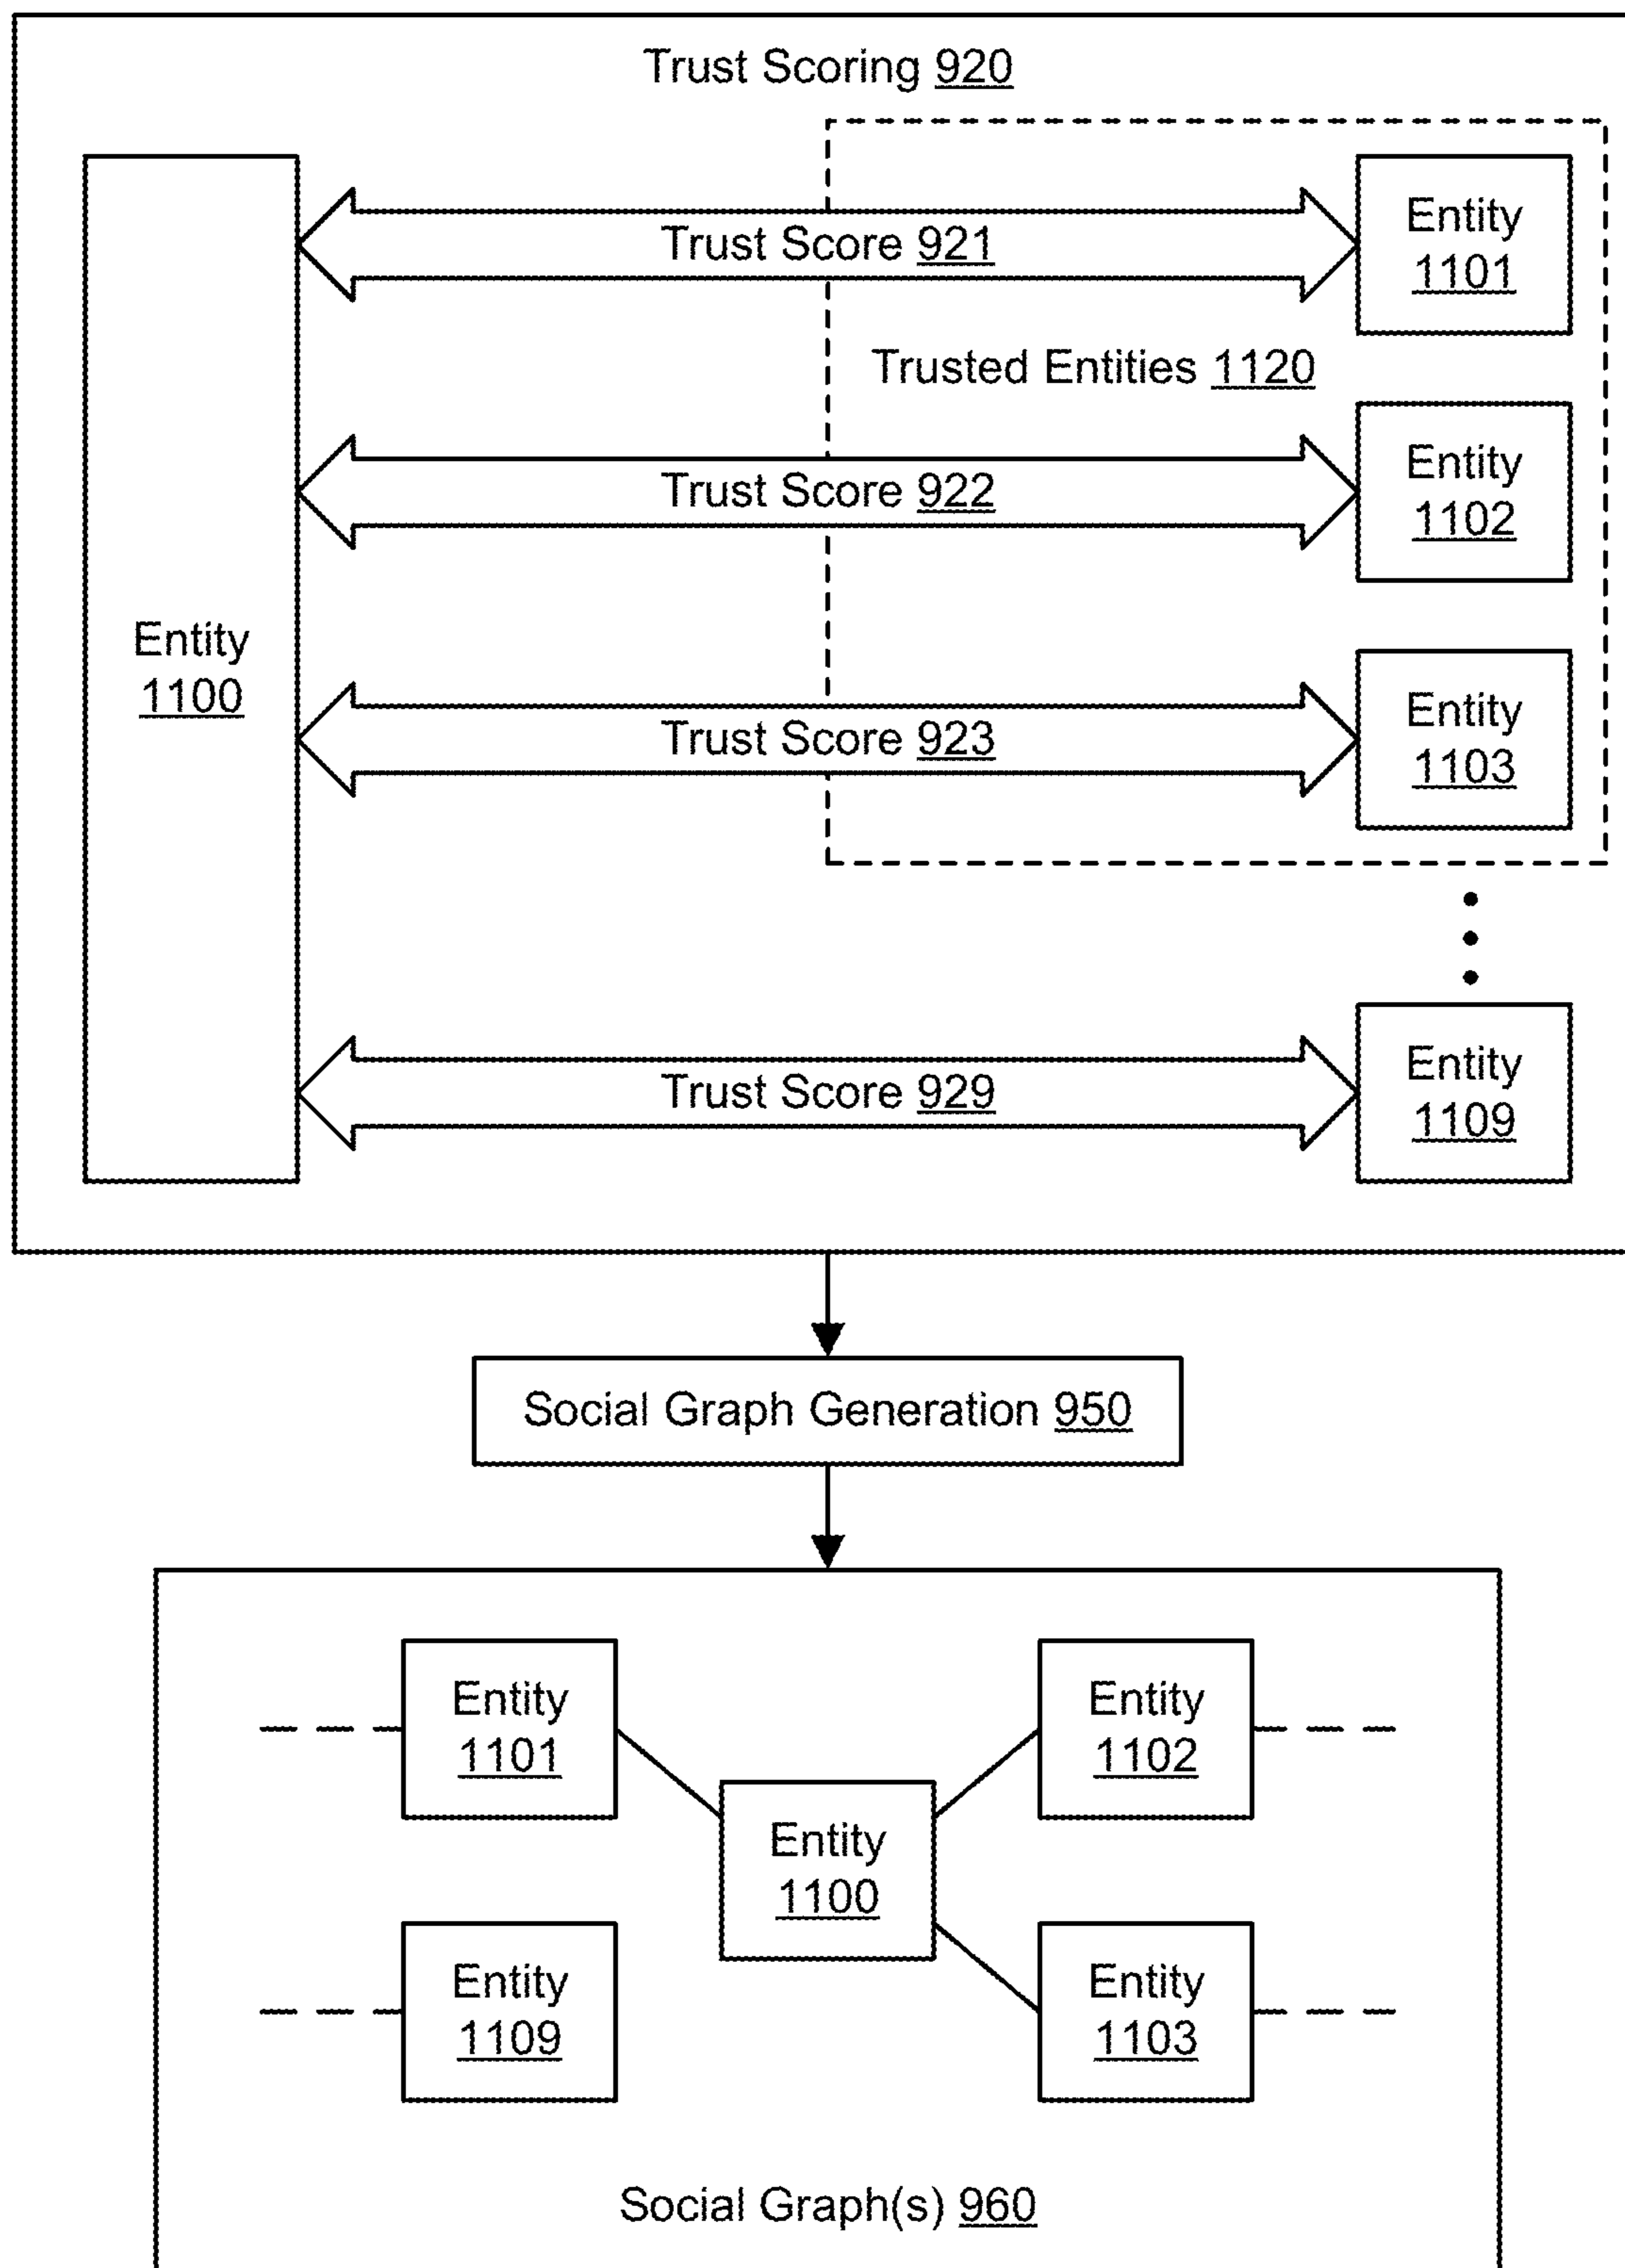 Trust Scoring 920
Trust Score 921
Entity
1101
Trusted Entities 1120
Trust Score 922
Entity
1102
Entity
1100
Trust Score 923
Entity
1103
Trust Score 929
Entity
1109
Social Graph Generation 950
Entity
1101
Entity
1102
Entity
1100
Entity
1109
Entity
1103
Social Graph(s) 960